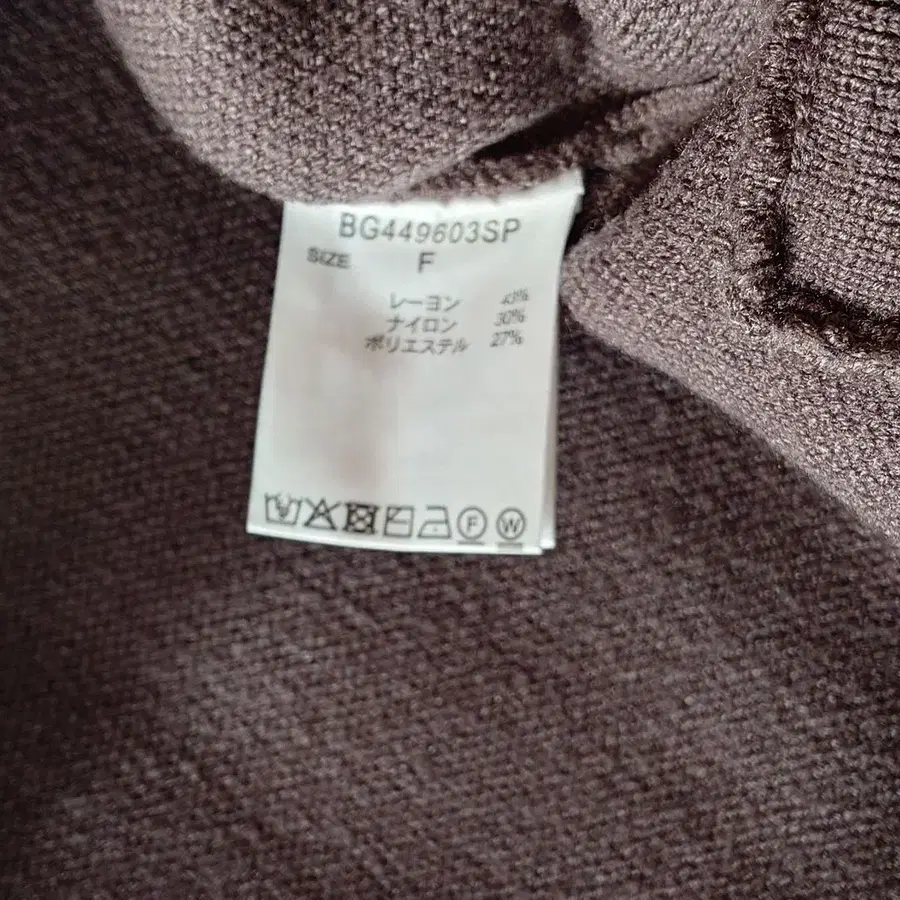 BG449603SP
SIZE F
レーヨン 43%
ナイロン 30%
ポリエステル 27%
F W